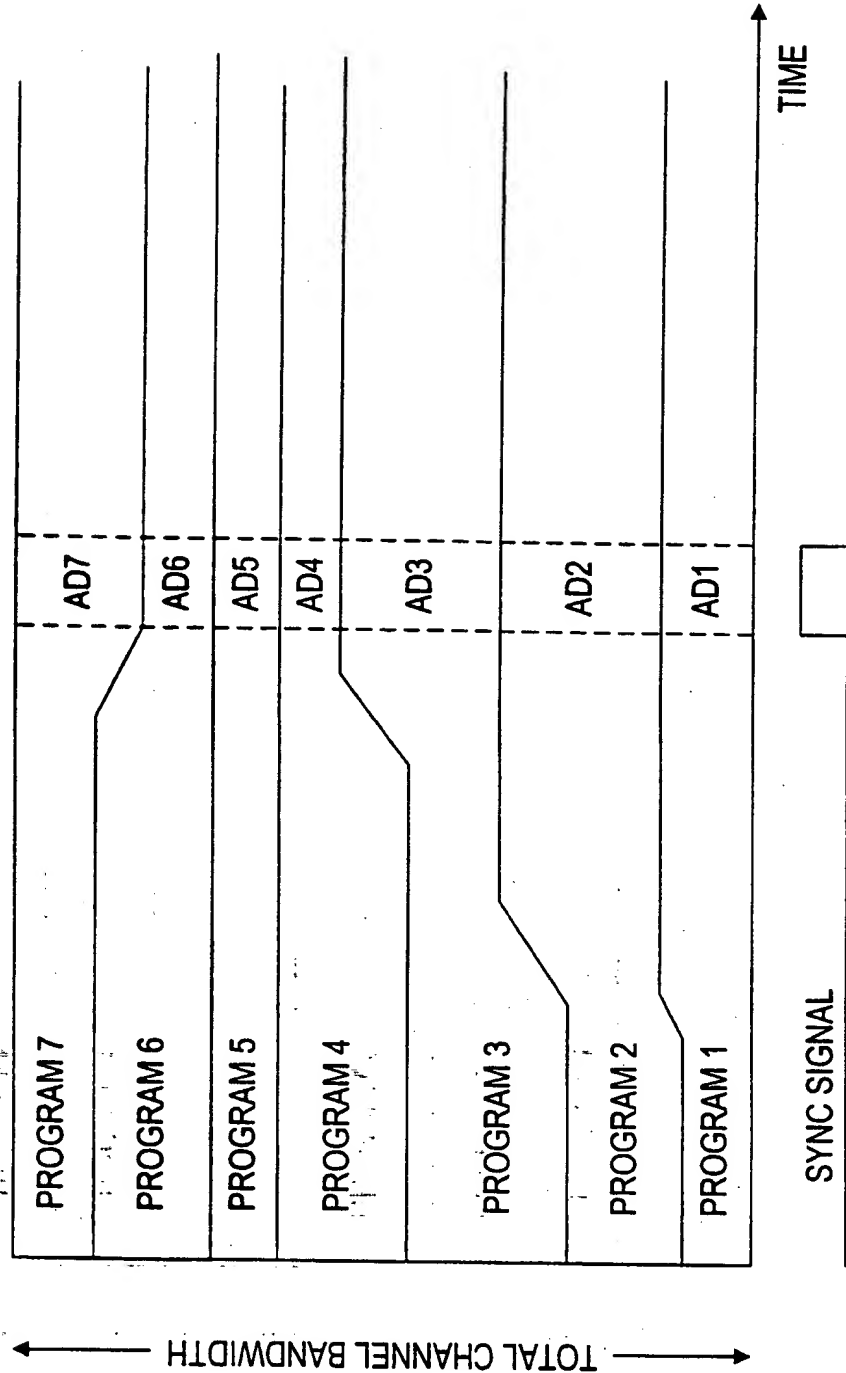 TOTAL CHANNEL BANDWIDTH
PROGRAM 7
AD7
PROGRAM 6
AD6
PROGRAM 5
AD5
PROGRAM 4
AD4
PROGRAM 3
AD3
PROGRAM 2
AD2
PROGRAM 1
AD1
TIME
SYNC SIGNAL